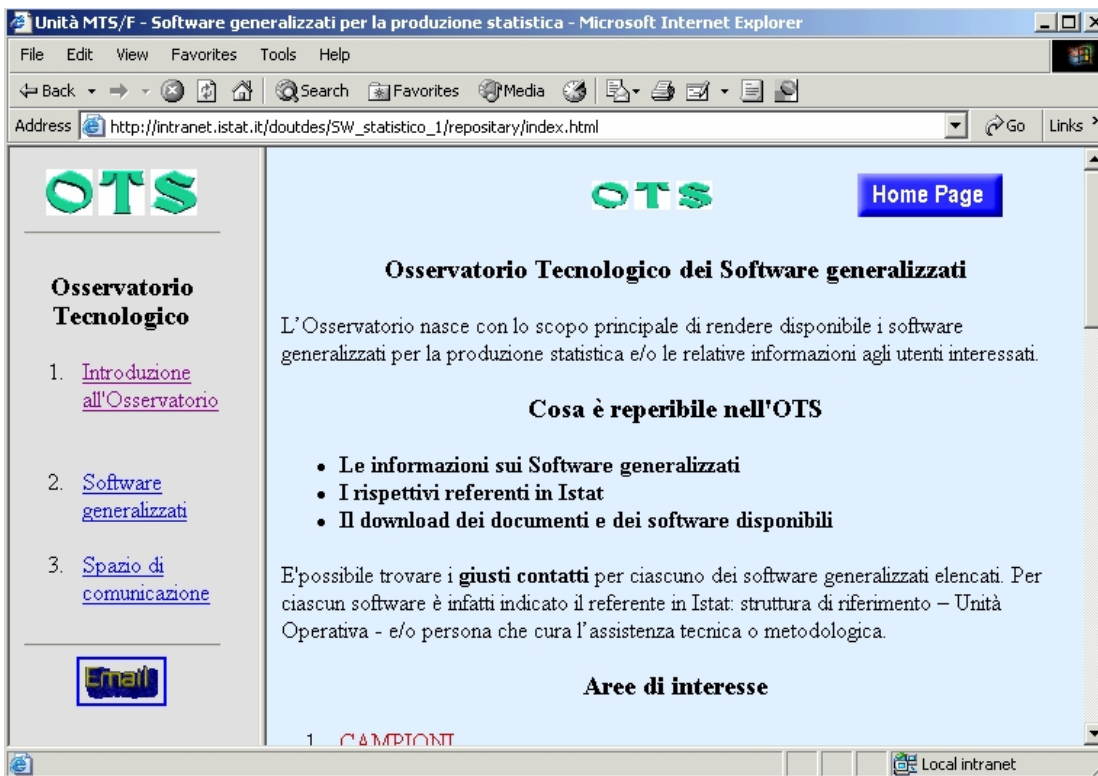 Unità MTS/F - Software generalizzati per la produzione statistica - Microsoft Internet Explorer
File Edit View Favorites Tools Help
Back Search Favorites Media
Address http://intranet.istat.it/doutdes/SW_statistico_1/repositary/index.html Go Links »
OTS
Osservatorio
Tecnologico
1. Introduzione
all'Osservatorio
2. Software
generalizzati
3. Spazio di
comunicazione
Email
OTS Home Page
Osservatorio Tecnologico dei Software generalizzati
L'Osservatorio nasce con lo scopo principale di rendere disponibile i software
generalizzati per la produzione statistica e/o le relative informazioni agli utenti interessati.
Cosa è reperibile nell'OTS
• Le informazioni sui Software generalizzati
• I rispettivi referenti in Istat
• Il download dei documenti e dei software disponibili
E'possibile trovare i giusti contatti per ciascuno dei software generalizzati elencati. Per
ciascun software è infatti indicato il referente in Istat: struttura di riferimento – Unità
Operativa - e/o persona che cura l'assistenza tecnica o metodologica.
Aree di interesse
1. CAMPIONI
Local intranet